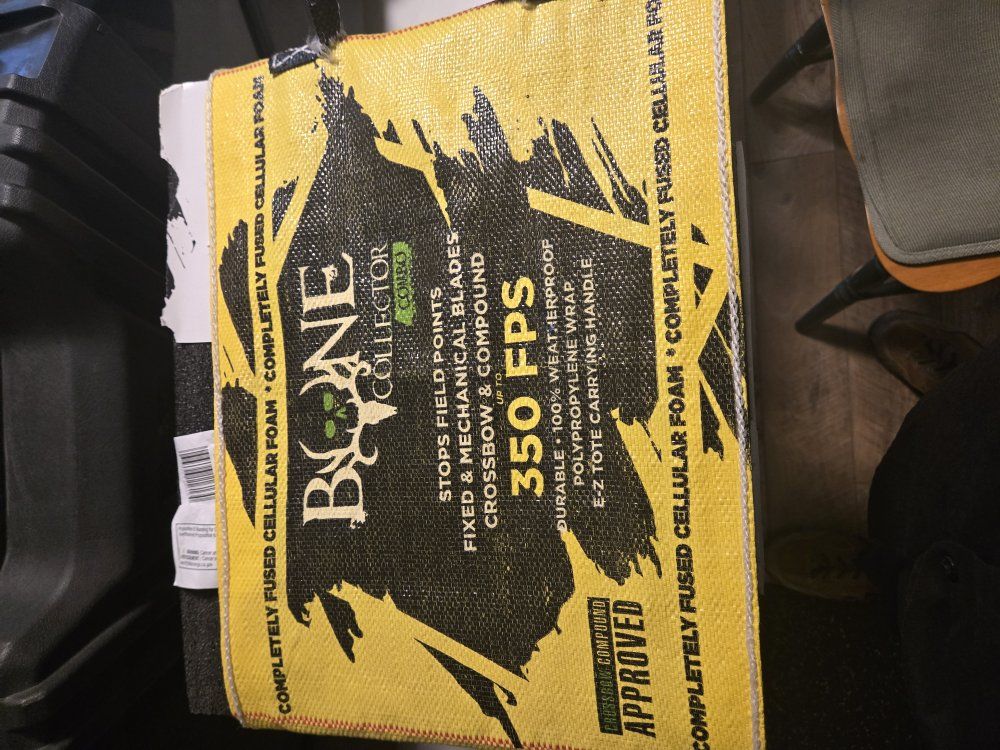 COMPLETELY FUSED CELLULAR FOAM * COMPLETELY FUSED CELLULAR FOAM
BONE
COLLECTOR
COMBO
STOPS FIELD POINTS
FIXED & MECHANICAL BLADES
CROSSBOW & COMPOUND
UP TO
350 FPS
DURABLE • 100% WEATHERPROOF
POLYPROPYLENE WRAP
E-Z TOTE CARRYING HANDLE
CROSSBOW COMPOUND
APPROVED
COMPLETELY FUSED CELLULAR FOAM * COMPLETELY FUSED CELLULAR FO